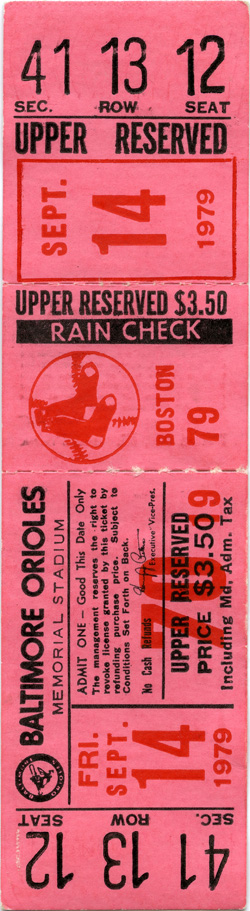 41 13 12
SEC. ROW SEAT
UPPER RESERVED
SEPT.
14
1979
UPPER RESERVED $3.50
RAIN CHECK
BOSTON
79
BALTIMORE ORIOLES
MEMORIAL STADIUM
ADMIT ONE - Good This Date Only
The management reserves the right to
revoke license granted by this ticket by
refunding purchase price. Subject to
Conditions Set Forth on Back.
Executive Vice-Pres.
No Cash Refunds
UPPER RESERVED
PRICE $3.50
Including Md. Adm. Tax
79
FRI.
SEPT.
14
1979
SEC. ROW SEAT
41 13 12